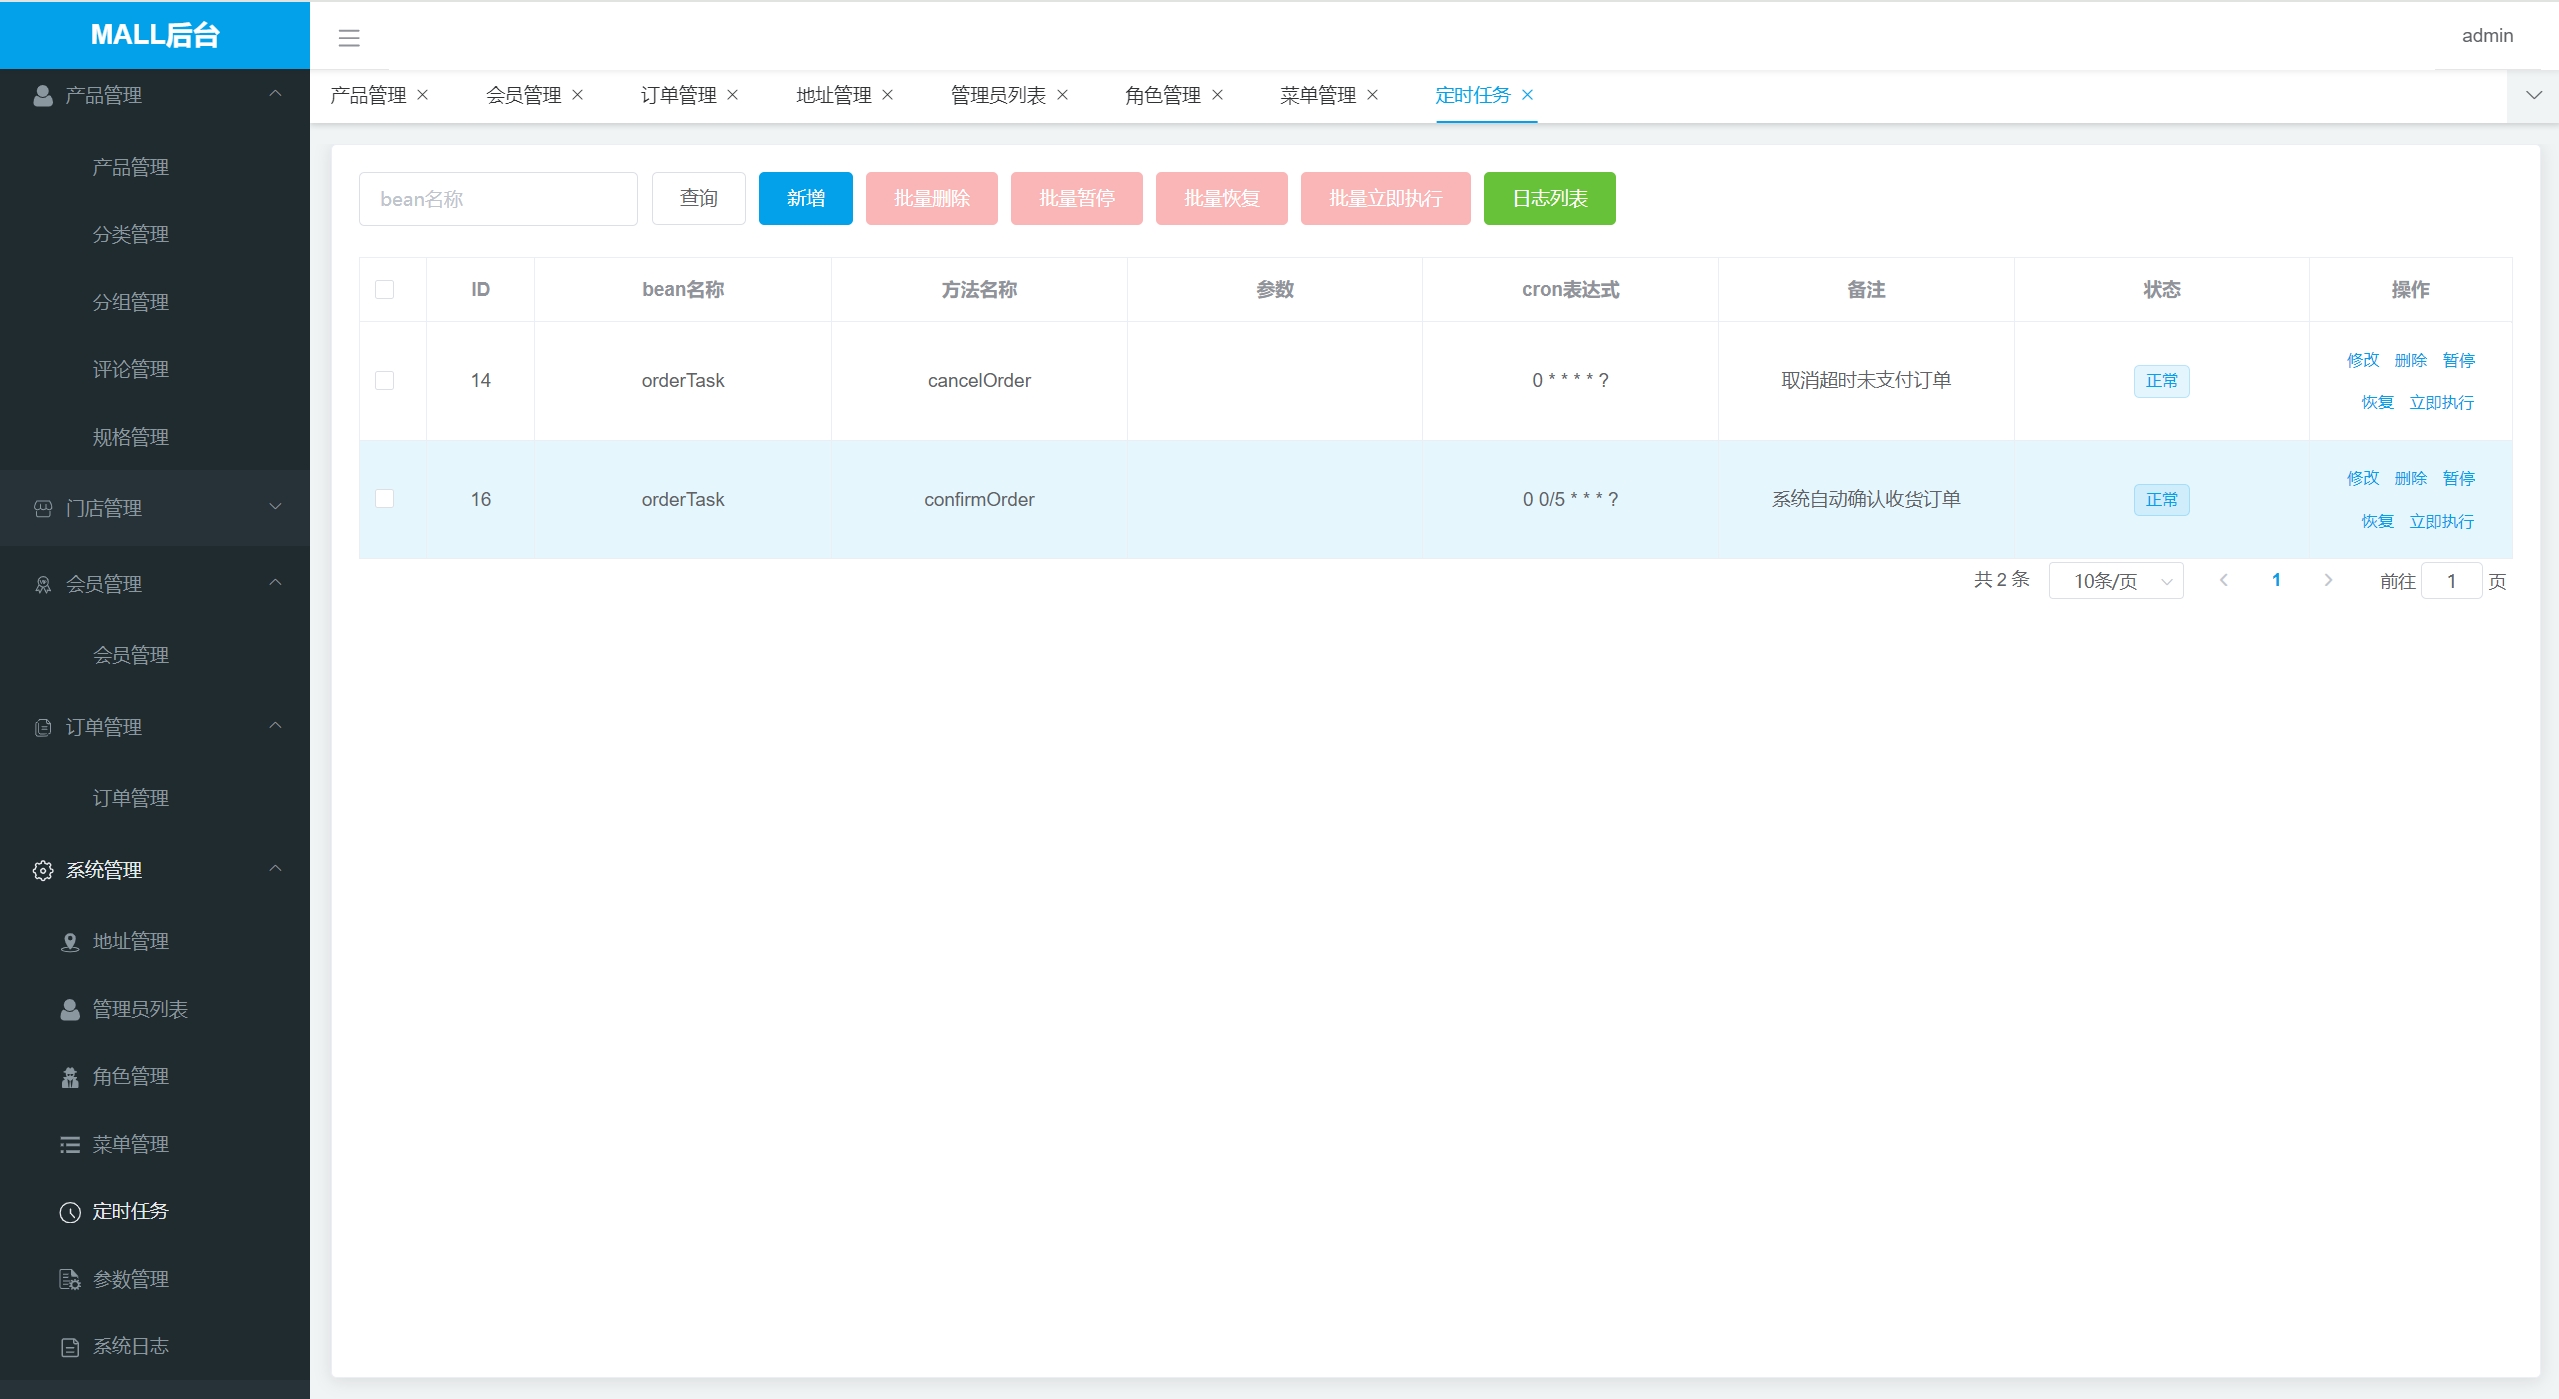 MALL后台
admin
产品管理
产品管理
分类管理
分组管理
评论管理
规格管理
门店管理
会员管理
会员管理
订单管理
订单管理
系统管理
地址管理
管理员列表
角色管理
菜单管理
定时任务
参数管理
系统日志
产品管理 会员管理 订单管理 地址管理 管理员列表 角色管理 菜单管理 定时任务
bean名称 查询 新增 批量删除 批量暂停 批量恢复 批量立即执行 日志列表
ID bean名称 方法名称 参数 cron表达式 备注 状态 操作
14 orderTask cancelOrder 0 * * * * ? 取消超时未支付订单 正常 修改 删除 暂停
恢复 立即执行
16 orderTask confirmOrder 0 0/5 * * * ? 系统自动确认收货订单 正常 修改 删除 暂停
恢复 立即执行
共 2 条 10条/页 1 前往 1 页